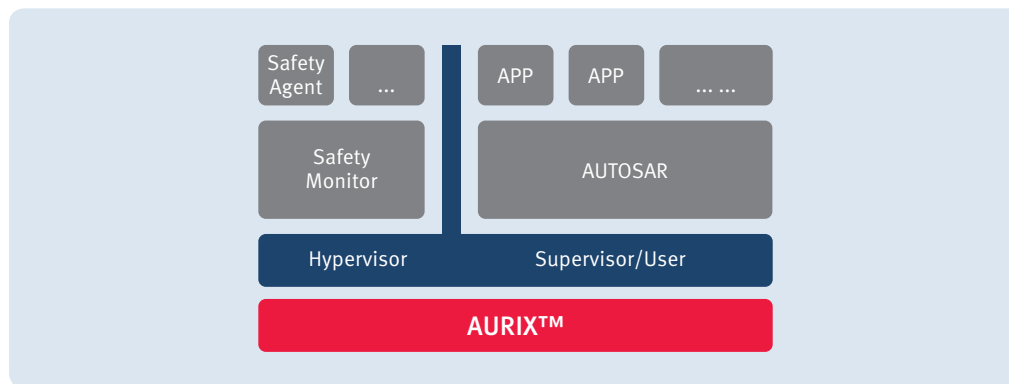 Safety
Agent
...
APP
APP
... ...
Safety
Monitor
AUTOSAR
Hypervisor
Supervisor/User
AURIX™